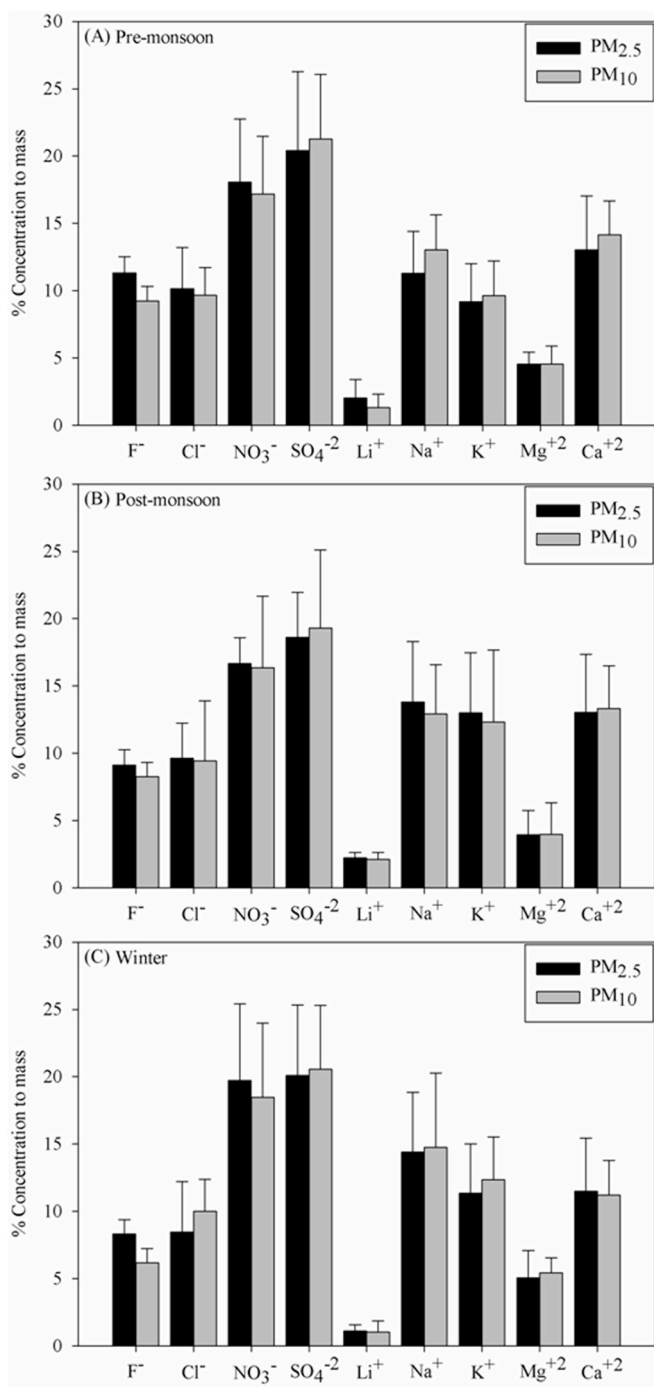 (A) Pre-monsoon
PM2.5
PM10
% Concentration to mass
30
25
20
15
10
5
0
F- Cl- NO3- SO4-2 Li+ Na+ K+ Mg+2 Ca+2
(B) Post-monsoon
PM2.5
PM10
% Concentration to mass
30
25
20
15
10
5
0
F- Cl- NO3- SO4-2 Li+ Na+ K+ Mg+2 Ca+2
(C) Winter
PM2.5
PM10
% Concentration to mass
30
25
20
15
10
5
0
F- Cl- NO3- SO4-2 Li+ Na+ K+ Mg+2 Ca+2